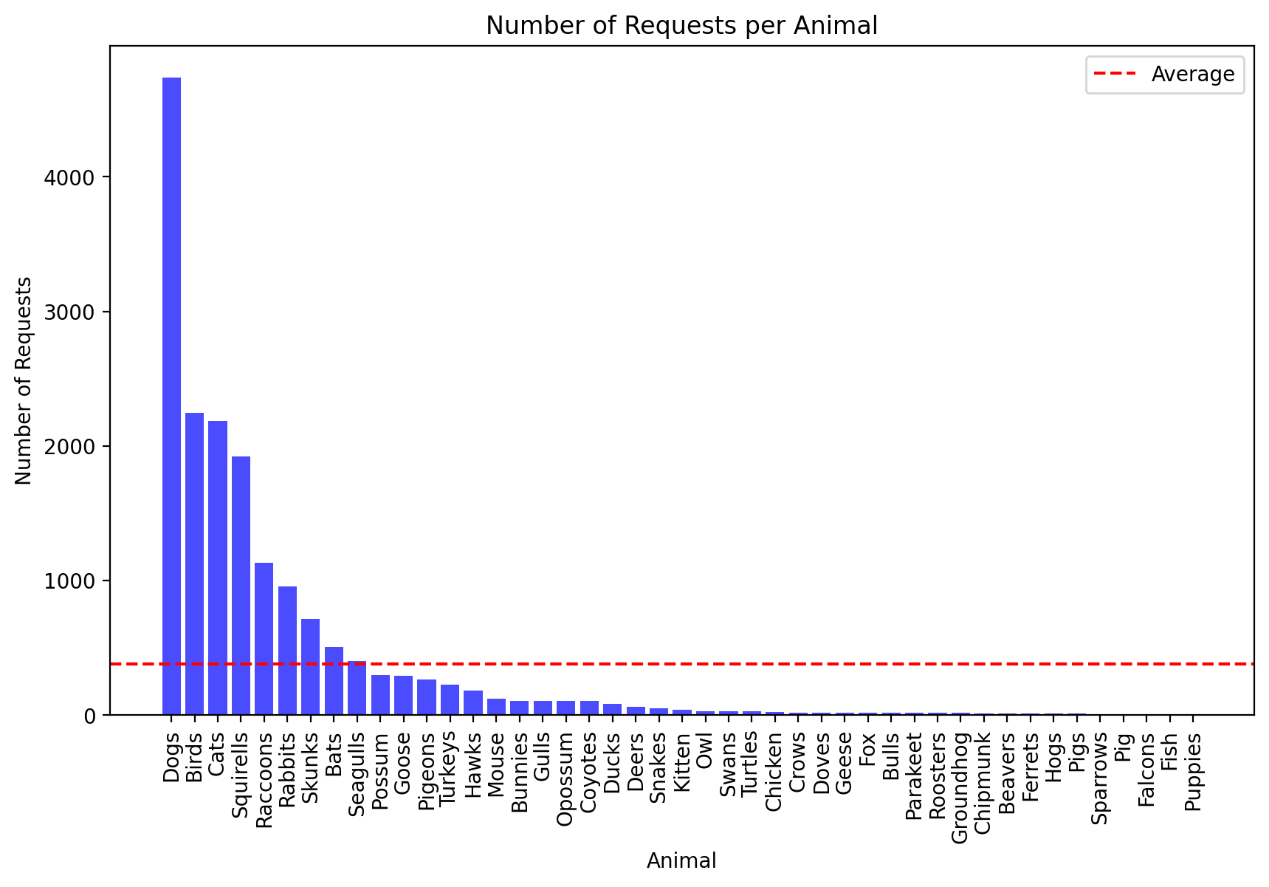 Number of Requests per Animal
Average
Number of Requests
4000
3000
2000
1000
0
Dogs
Birds
Cats
Squirells
Raccoons
Rabbits
Skunks
Bats
Seagulls
Possum
Goose
Pigeons
Turkeys
Hawks
Mouse
Bunnies
Gulls
Opossum
Coyotes
Ducks
Deers
Snakes
Kitten
Owl
Swans
Turtles
Chicken
Crows
Doves
Geese
Fox
Bulls
Parakeet
Roosters
Groundhog
Chipmunk
Beavers
Ferrets
Hogs
Pigs
Sparrows
Pig
Falcons
Fish
Puppies
Animal